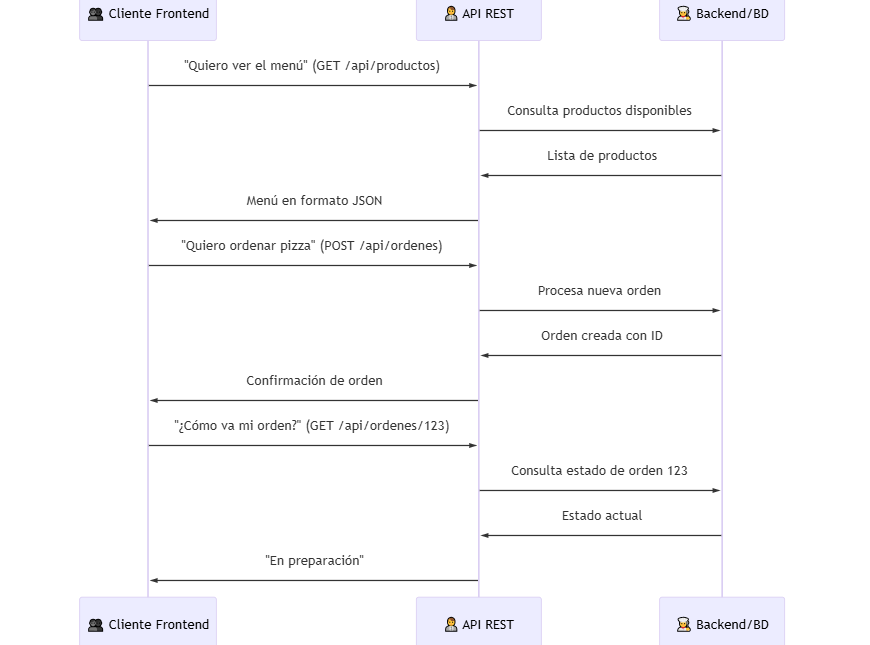 Cliente Frontend
API REST
Backend/BD
"Quiero ver el menú" (GET /api/productos)
Consulta productos disponibles
Lista de productos
Menú en formato JSON
"Quiero ordenar pizza" (POST /api/ordenes)
Procesa nueva orden
Orden creada con ID
Confirmación de orden
"¿Cómo va mi orden?" (GET /api/ordenes/123)
Consulta estado de orden 123
Estado actual
"En preparación"
Cliente Frontend
API REST
Backend/BD